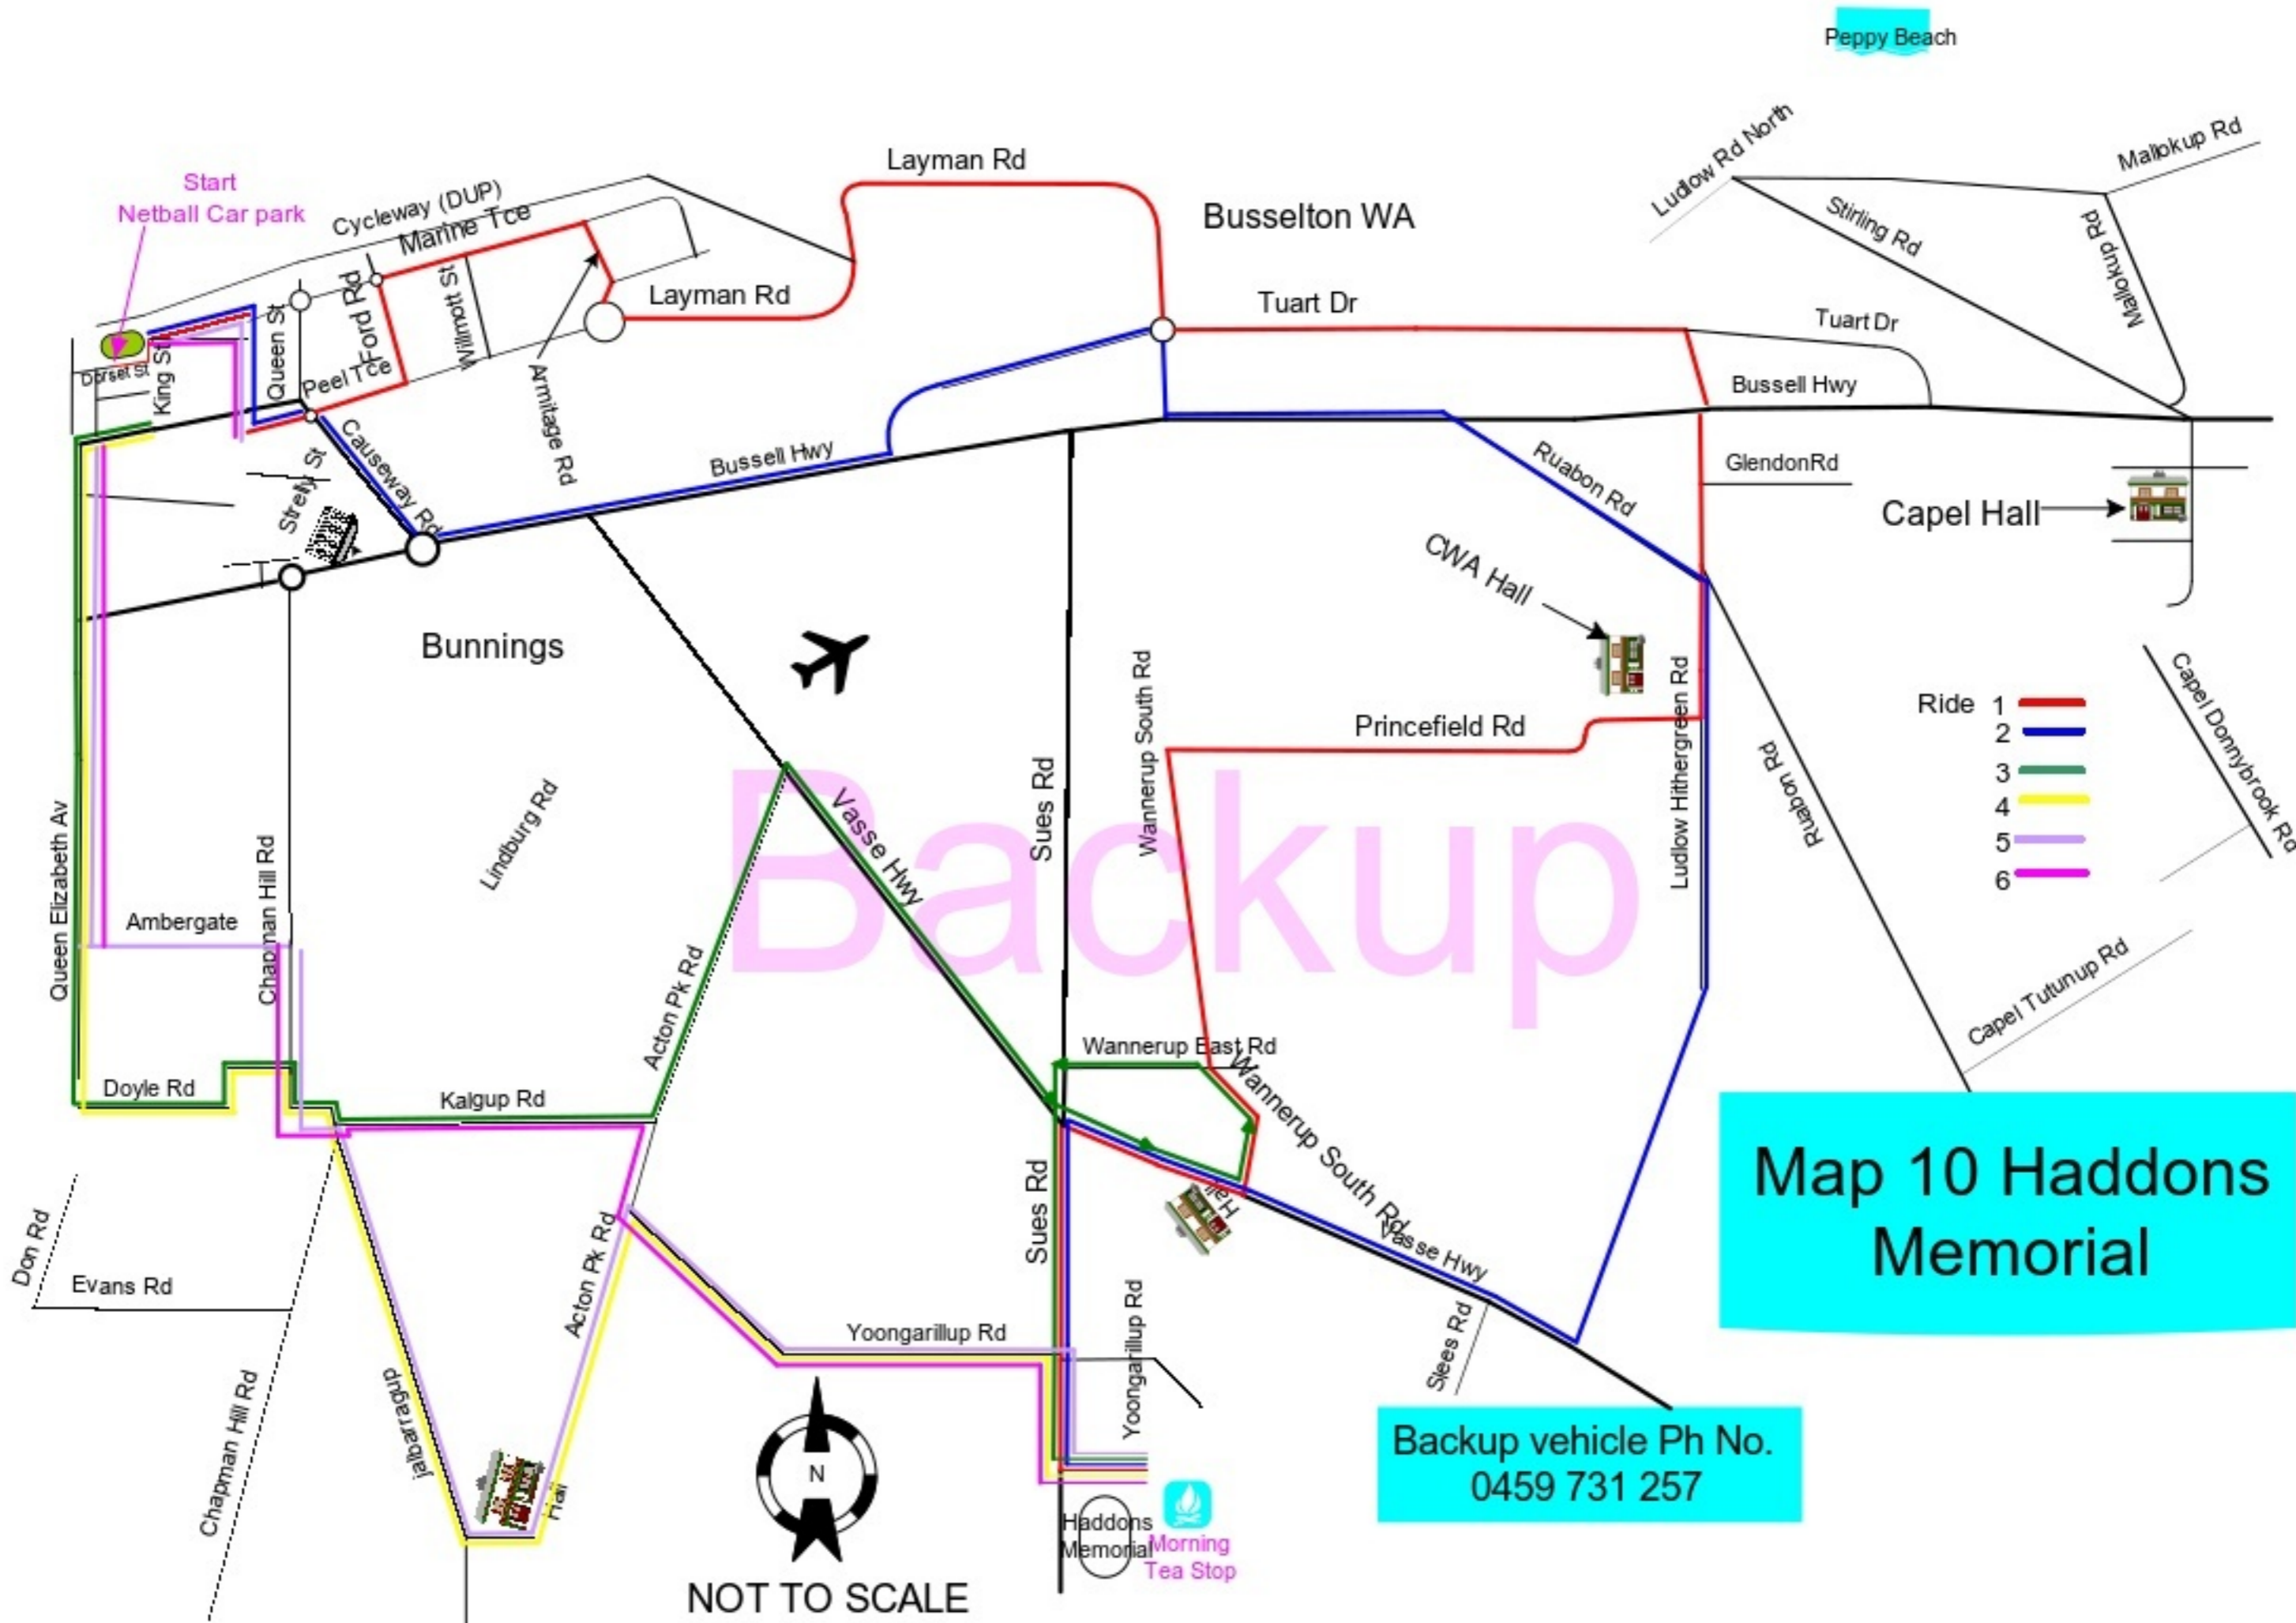 Peppy Beach
Ludlow Rd North
Mallokup Rd
Layman Rd
Start
Netball Car park
Cycleway (DUP)
Marine Tce
Busselton WA
Stirling Rd
Mallokup Rd
Layman Rd
Tuart Dr
Tuart Dr
Ford Rd
Willmott St
Queen St
King St
Dorset St
Peel Tce
Bussell Hwy
Armitage Rd
Causeway Rd
Bussell Hwy
Ruabon Rd
GlendonRd
Strelly St
Capel Hall
CWA Hall
Bunnings
Wannerup South Rd
Ludlow Hithergreen Rd
Capel Donnybrook Rd
Ride 1
2
3
4
5
6
Princefield Rd
Ruabon Rd
Backup
Vasse Hwy
Sues Rd
Lindburg Rd
Queen Elizabeth Av
Chapman Hill Rd
Ambergate
Acton Pk Rd
Capel Tutunup Rd
Wannerup East Rd
Doyle Rd
Kalgup Rd
Wannerup South Rd
Map 10 Haddons
Memorial
Sues Rd
Hall
Vasse Hwy
Don Rd
Evans Rd
Acton Pk Rd
Yoongarillup Rd
Yoongarillup Rd
Slees Rd
jalbarragup
Chapman Hill Rd
Hall
N
Backup vehicle Ph No.
0459 731 257
Haddons
Memorial
Morning
Tea Stop
NOT TO SCALE